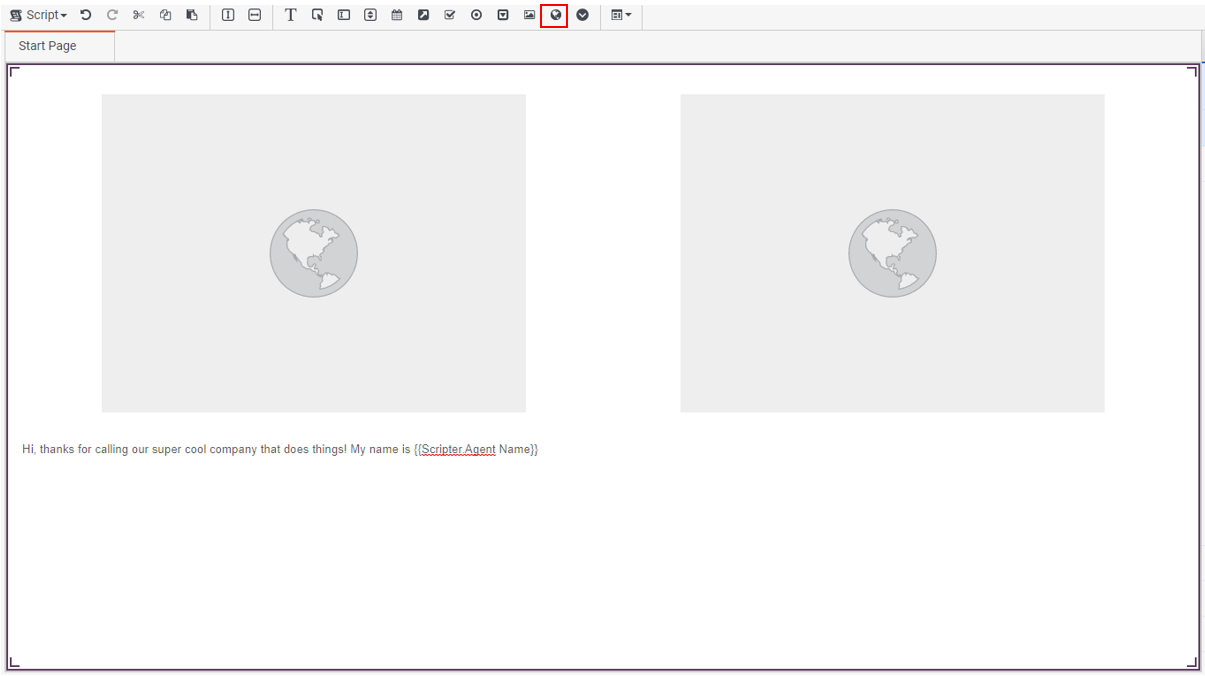 Script
T
Start Page
Hi, thanks for calling our super cool company that does things! My name is {{Scripter.Agent Name}}